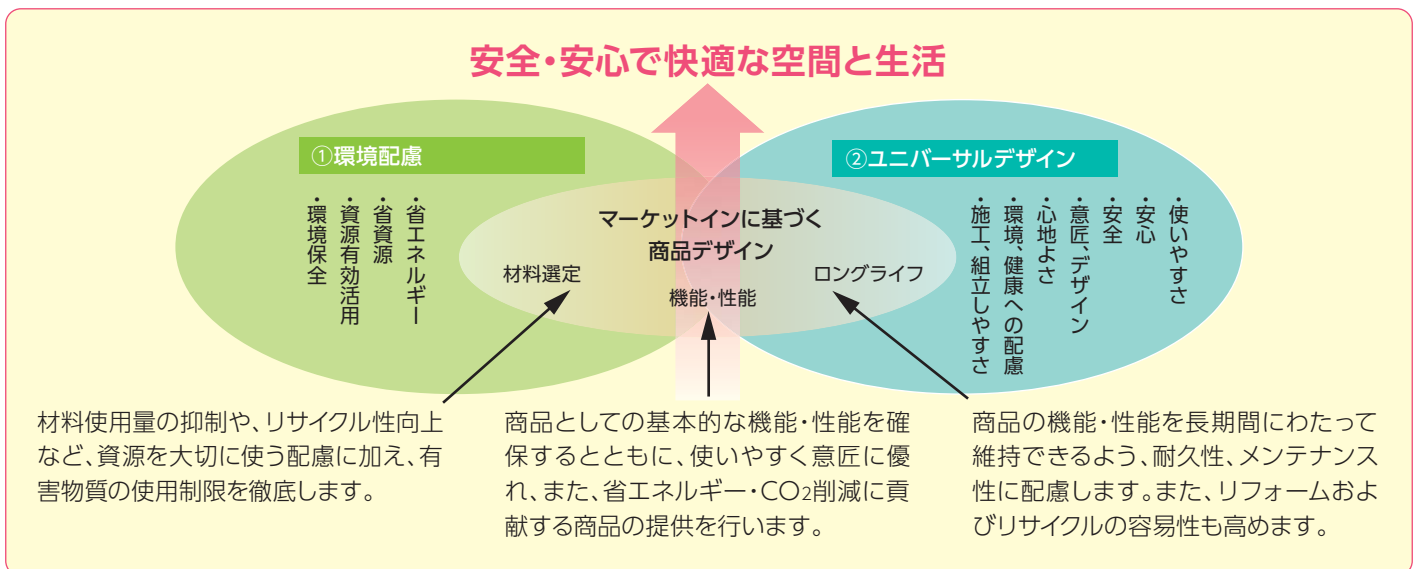 安全・安心で快適な空間と生活
①環境配慮
・省エネルギー
・省資源
・資源有効活用
・環境保全
②ユニバーサルデザイン
・使いやすさ
・安心
・安全
・意匠、デザイン
・心地よさ
・環境、健康への配慮
・施工、組立しやすさ
マーケットインに基づく
商品デザイン
材料選定
機能・性能
ロングライフ
材料使用量の抑制や、リサイクル性向上
など、資源を大切に使う配慮に加え、有
害物質の使用制限を徹底します。
商品としての基本的な機能・性能を確
保するとともに、使いやすく意匠に優
れ、また、省エネルギー・CO2削減に貢
献する商品の提供を行います。
商品の機能・性能を長期間にわたって
維持できるよう、耐久性、メンテナンス
性に配慮します。また、リフォームおよ
びリサイクルの容易性も高めます。